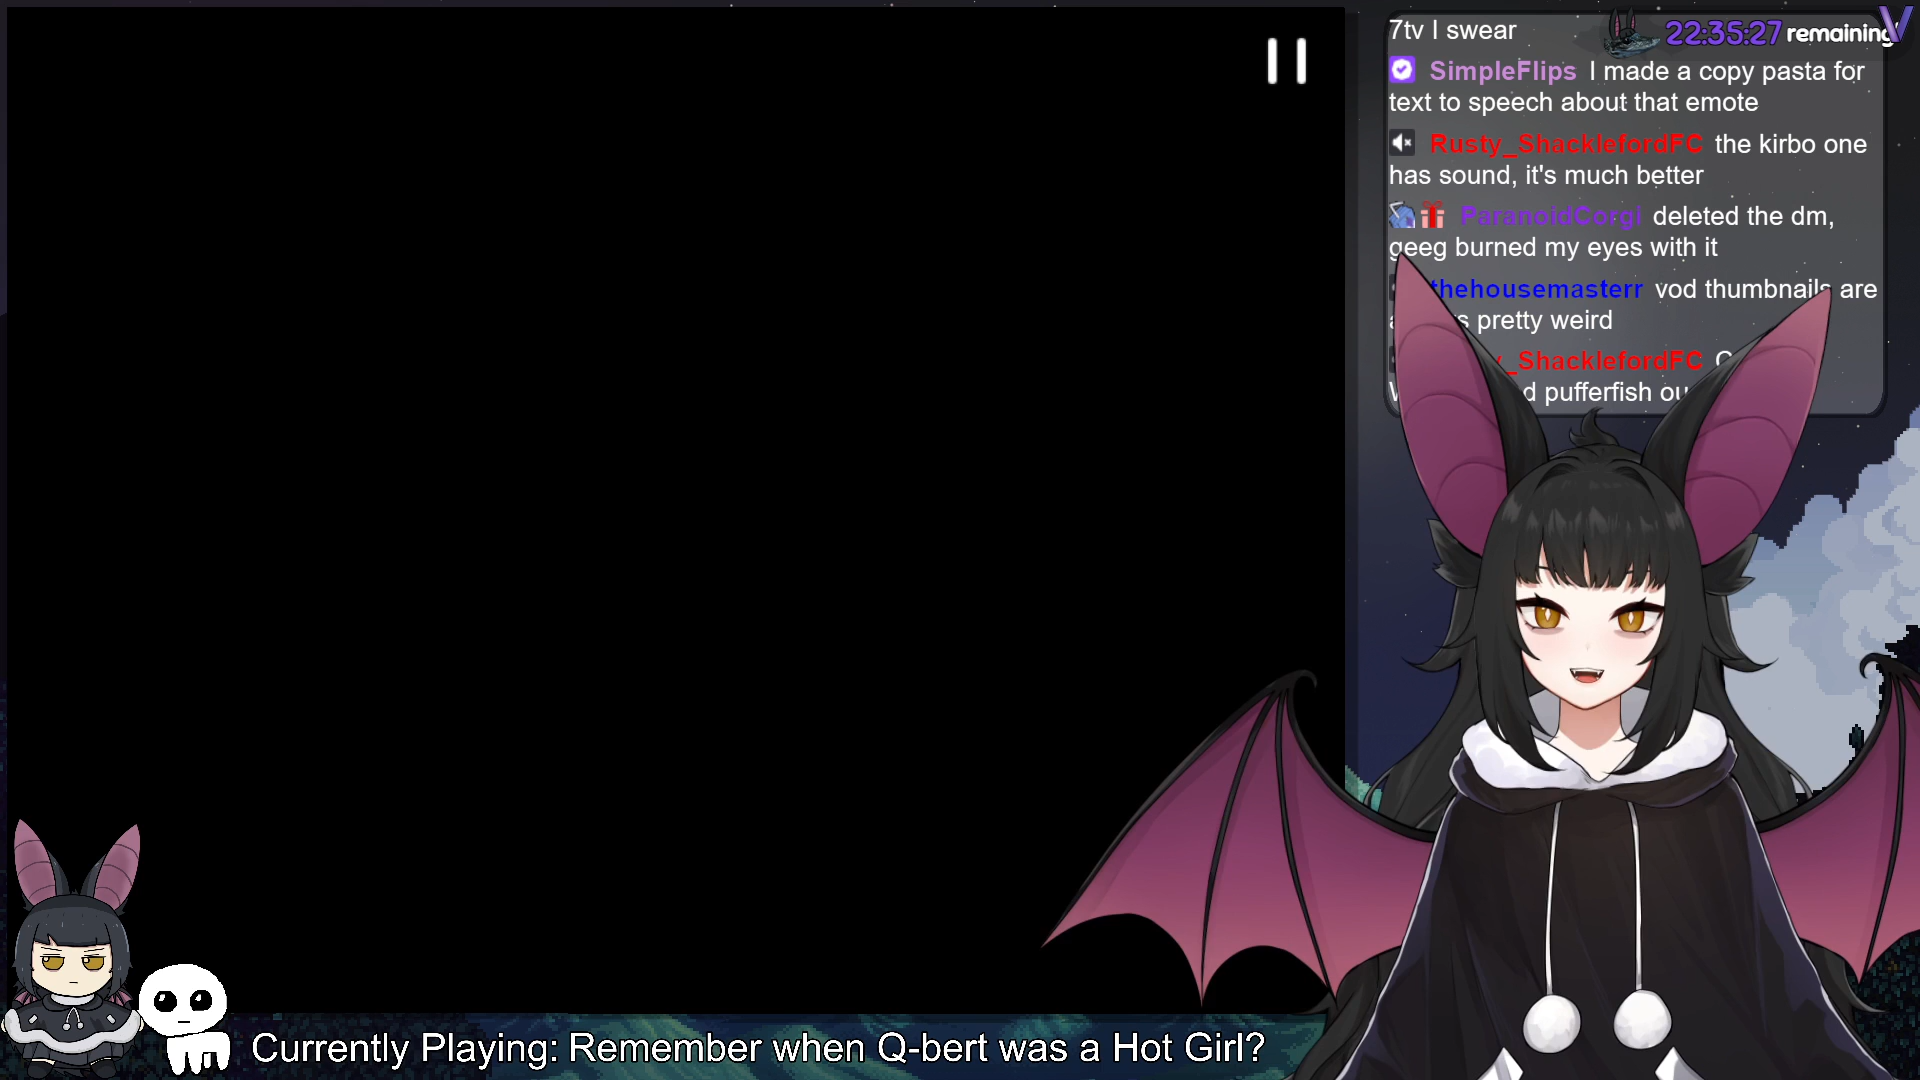 7tv I swear
22:35:27 remaining
SimpleFlips I made a copy pasta for
text to speech about that emote
Rusty_ShacklefordFC the kirbo one
has sound, it's much better
ParanoidCorgi deleted the dm,
geeg burned my eyes with it
thehousemasterr vod thumbnails are
pretty weird
_ShacklefordFC
pufferfish
Currently Playing: Remember when Q-bert was a Hot Girl?